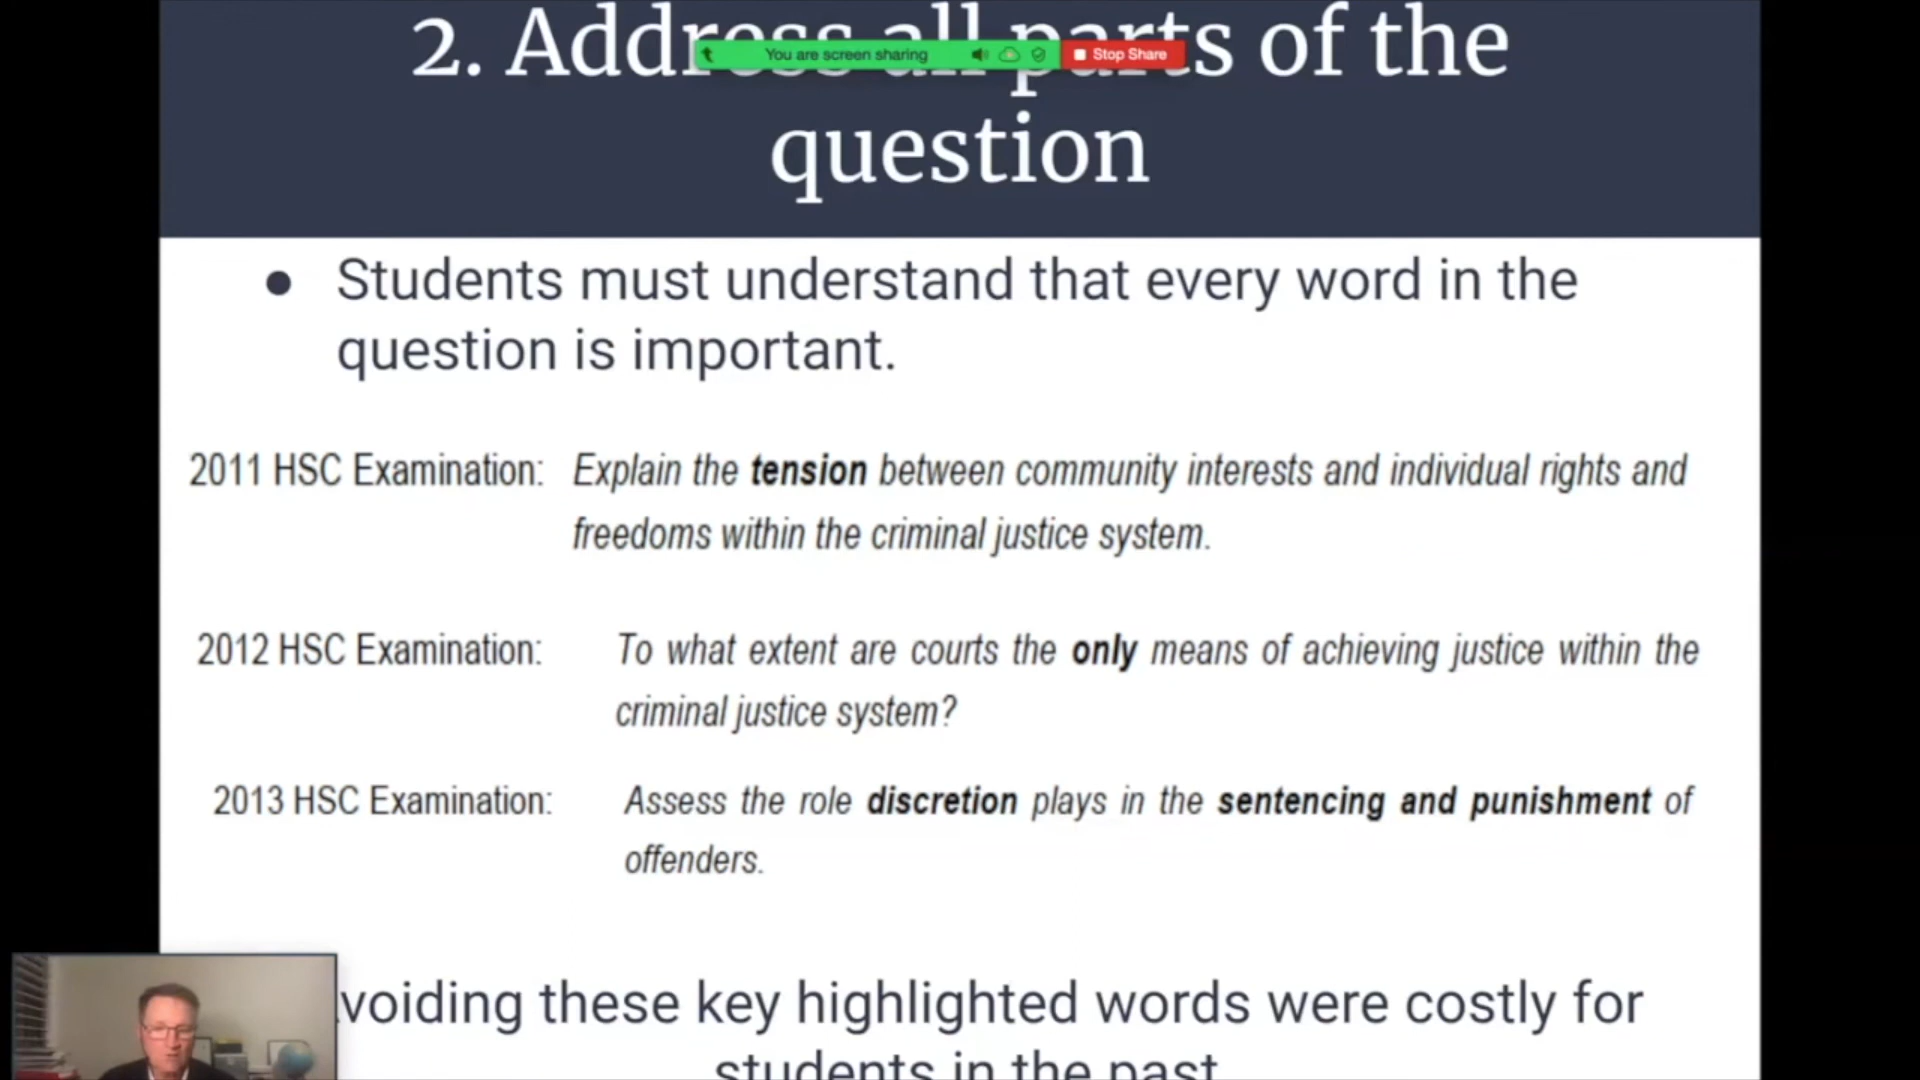 2. Address all parts of the
You are screen sharing
Stop Share
question
● Students must understand that every word in the
question is important.
2011 HSC Examination: Explain the tension between community interests and individual rights and
freedoms within the criminal justice system.
2012 HSC Examination: To what extent are courts the only means of achieving justice within the
criminal justice system?
2013 HSC Examination: Assess the role discretion plays in the sentencing and punishment of
offenders.
voiding these key highlighted words were costly for
students in the past